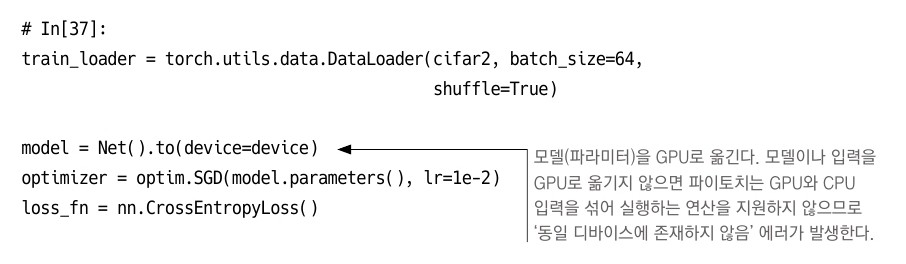 # In[37]:
train_loader = torch.utils.data.DataLoader(cifar2, batch_size=64,
shuffle=True)
model = Net().to(device=device)
optimizer = optim.SGD(model.parameters(), lr=1e-2)
loss_fn = nn.CrossEntropyLoss()
모델(파라미터)을 GPU로 옮긴다. 모델이나 입력을
GPU로 옮기지 않으면 파이토치는 GPU와 CPU
입력을 섞어 실행하는 연산을 지원하지 않으므로
‘동일 디바이스에 존재하지 않음’ 에러가 발생한다.